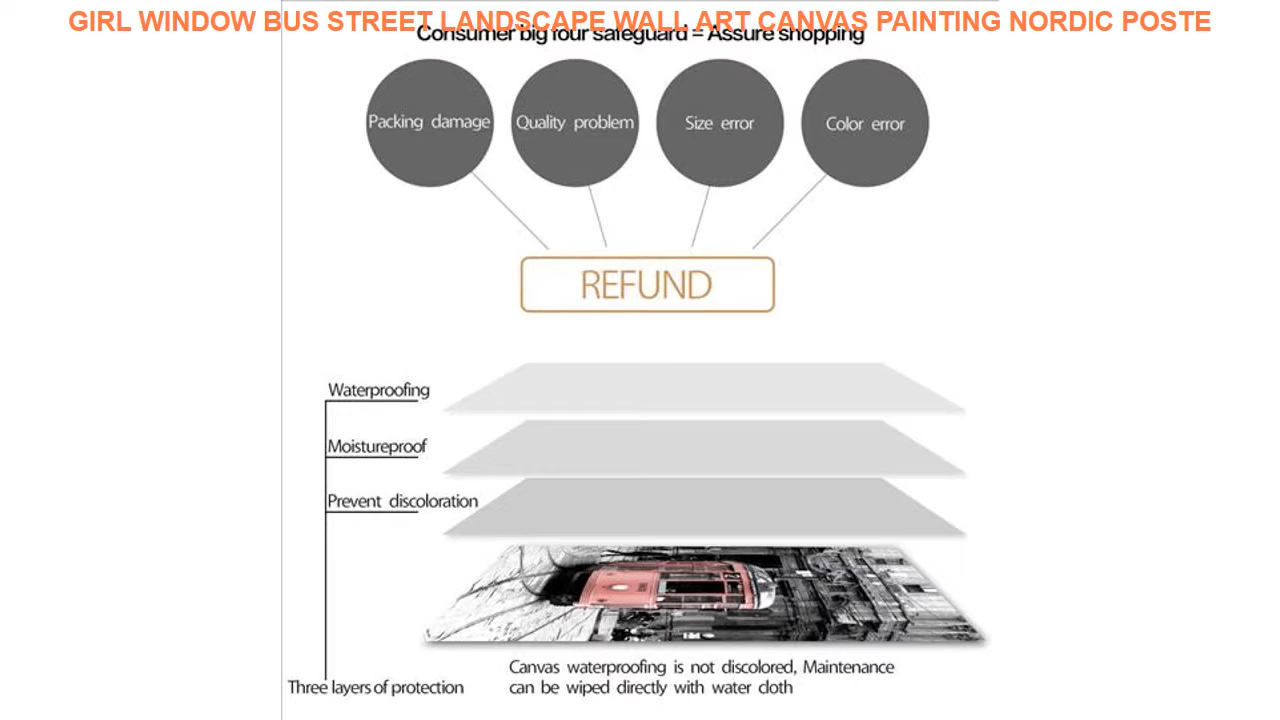 GIRL WINDOW BUS STREET LANDSCAPE WALL ART CANVAS PAINTING NORDIC POSTE
Consumer big four safeguard = Assure shopping
Packing damage
Quality problem
Size error
Color error
REFUND
Waterproofing
Moistureproof
Prevent discoloration
Canvas waterproofing is not discolored, Maintenance
can be wiped directly with water cloth
Three layers of protection